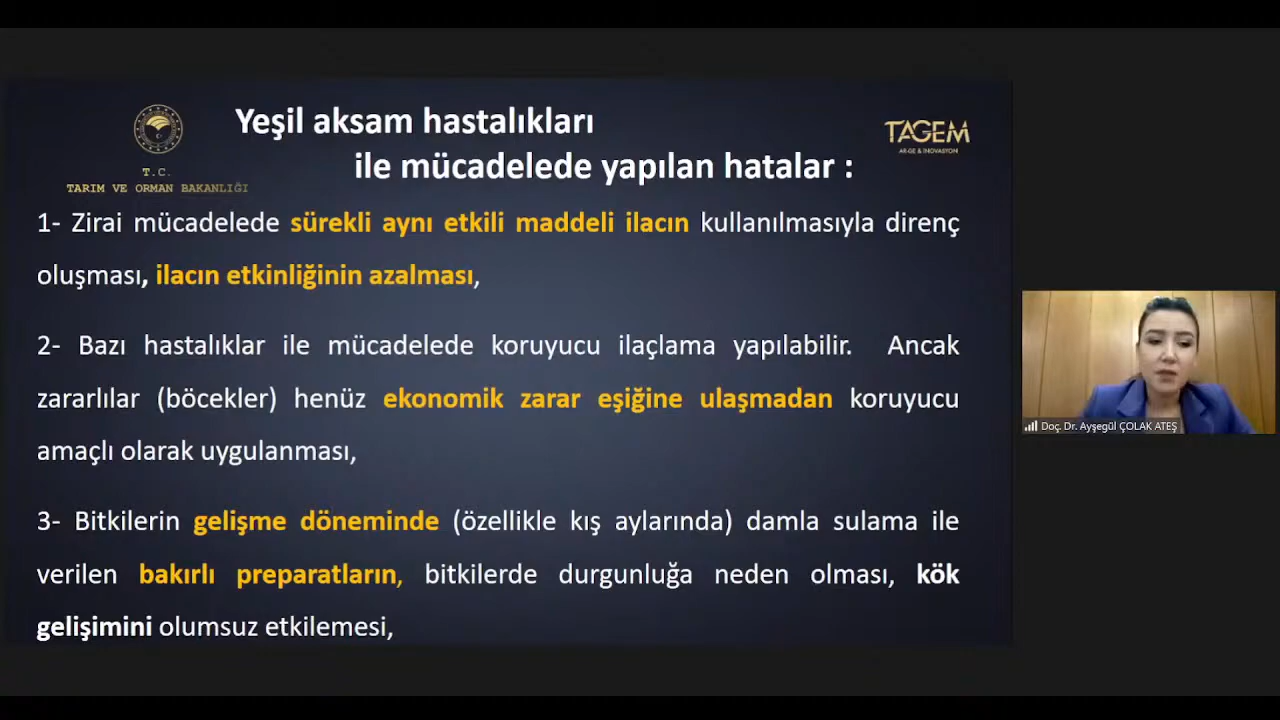 Yeşil aksam hastalıkları
ile mücadelede yapılan hatalar :
T.C.
TARIM VE ORMAN BAKANLIĞI
TAGEM
AR-GE & İNOVASYON
1- Zirai mücadelede sürekli aynı etkili maddeli ilacın kullanılmasıyla direnç
oluşması, ilacın etkinliğinin azalması,
2- Bazı hastalıklar ile mücadelede koruyucu ilaçlama yapılabilir. Ancak
zararlılar (böcekler) henüz ekonomik zarar eşiğine ulaşmadan koruyucu
amaçlı olarak uygulanması,
3- Bitkilerin gelişme döneminde (özellikle kış aylarında) damla sulama ile
verilen bakırlı preparatların, bitkilerde durgunluğa neden olması, kök
gelişimini olumsuz etkilemesi,
Doç. Dr. Ayşegül ÇOLAK ATEŞ